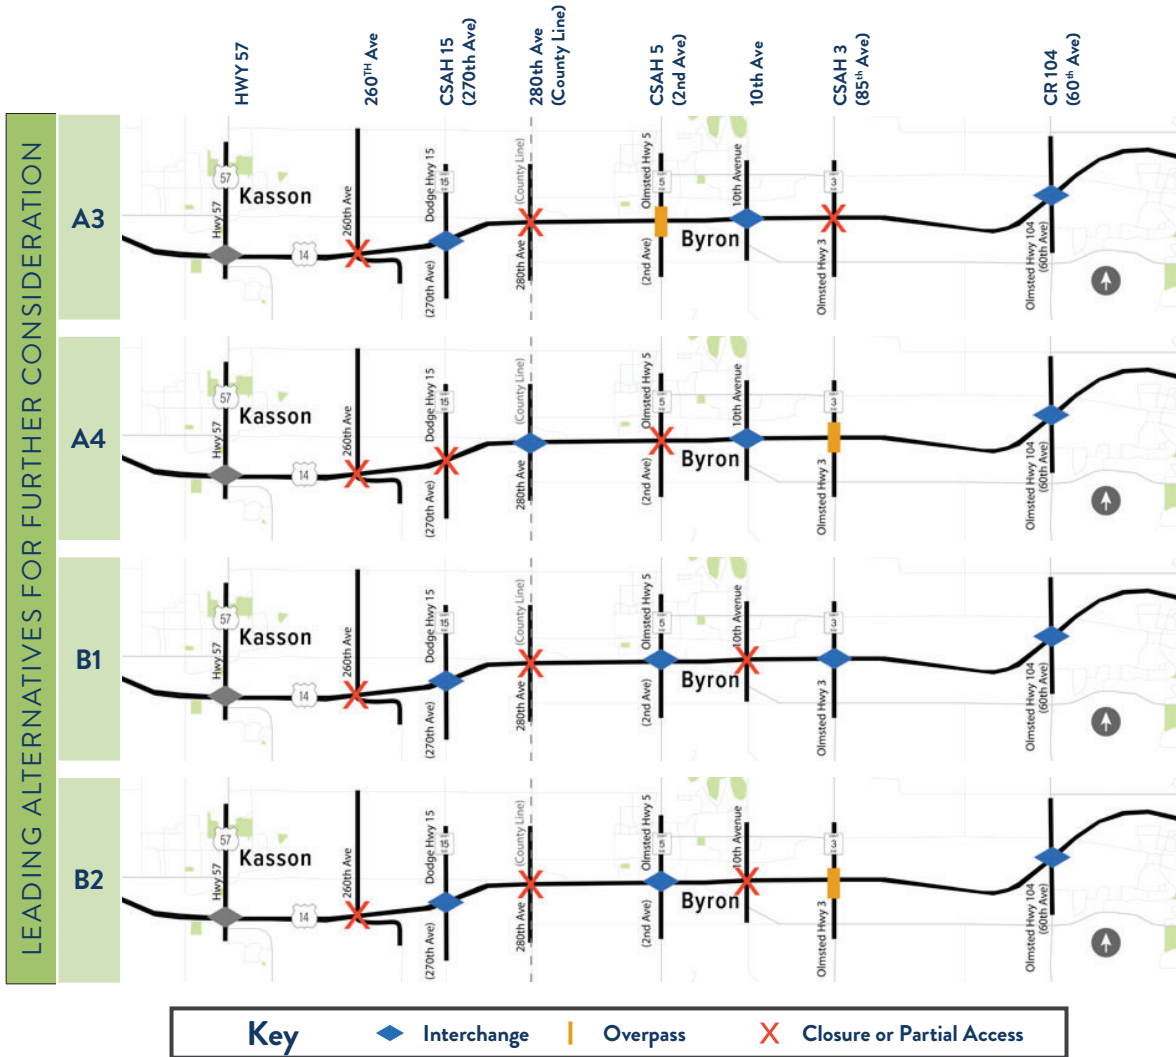 HWY 57
260TH Ave
CSAH 15
(270th Ave)
280th Ave
(County Line)
CSAH 5
(2nd Ave)
10th Ave
CSAH 3
(85th Ave)
CR 104
(60th Ave)
LEADING ALTERNATIVES FOR FURTHER CONSIDERATION
A3
57
Kasson
Hwy 57
14
260th Ave
Dodge Hwy 15
15
(270th Ave)
(County Line)
280th Ave
Olmsted Hwy 5
5
(2nd Ave)
Byron
10th Avenue
3
Olmsted Hwy 3
Olmsted Hwy 104
(60th Ave)
A4
57
Kasson
Hwy 57
14
260th Ave
Dodge Hwy 15
15
(270th Ave)
(County Line)
280th Ave
Olmsted Hwy 5
5
(2nd Ave)
Byron
10th Avenue
3
Olmsted Hwy 3
Olmsted Hwy 104
(60th Ave)
B1
57
Kasson
Hwy 57
14
260th Ave
Dodge Hwy 15
15
(270th Ave)
(County Line)
280th Ave
Olmsted Hwy 5
5
(2nd Ave)
Byron
10th Avenue
3
Olmsted Hwy 3
Olmsted Hwy 104
(60th Ave)
B2
57
Kasson
Hwy 57
14
260th Ave
Dodge Hwy 15
15
(270th Ave)
(County Line)
280th Ave
Olmsted Hwy 5
5
(2nd Ave)
Byron
10th Avenue
3
Olmsted Hwy 3
Olmsted Hwy 104
(60th Ave)
Key
Interchange
Overpass
Closure or Partial Access